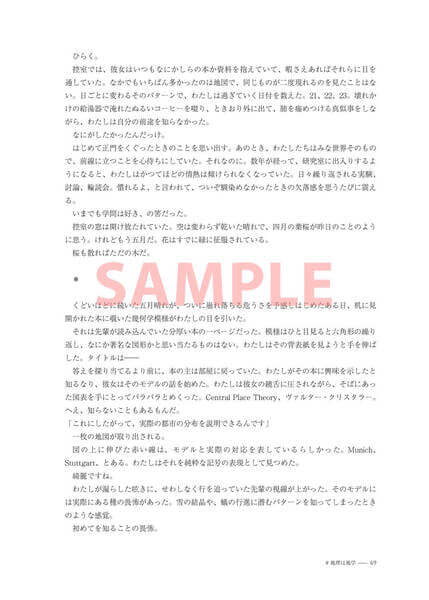 ひらく。
控室では、彼女はいつもなにかしらの本か資料を抱えていて、暇さえあればそれらに目を
通していた。なかでもいちばん多かったのは地図で、同じものが二度現れるのを見たことはな
い。日ごとに変わるそのパターンで、わたしは過ぎていく日付を数えた。21、22、23。壊れか
けの給湯器で淹れたぬるいコーヒーを啜り、ときおり外に出て、肺を痛めつける真似事をしな
がら、わたしは自分の前途を知らなかった。
なにがしたかったんだっけ。
はじめて正門をくぐったときのことを思い出す。あのとき、わたしたちはみな世界そのもの
で、前線に立つことを心待ちにしていた。それなのに。数年が経って、研究室に出入りするよ
うになると、わたしはかつてほどの情熱は傾けられなくなっていた。日々繰り返される実験、
討論、輪読会。慣れるよ、と言われて、ついぞ馴染めなかったときの欠落感を思うたびに震え
る。
いまでも学問は好き、の筈だった。
控室の窓は開け放たれていた。空は変わらず乾いた晴れで、四月の葉桜が昨日のことのよう
に思う。けれどもう五月だ。花はすでに緑に征服されている。
桜も散ればただの木だ。
SAMPLE
*
くどいほどに続いた五月晴れが、ついに崩れ落ちる危うさを予感しはじめたある日、机に見
開かれた本に覗いた幾何学模様がわたしの目を引いた。
それは先輩が読み込んでいた分厚い本の一ページだった。模様はひと目見ると六角形の繰り
返し、なにか著名な図形かと思い当たるものはない。わたしはその背表紙を見ようと手を伸ば
した。タイトルは——
答えを探り当てるより前に、本の主は部屋に戻っていた。わたしがその本に興味を示したと
知るなり、彼女はそのモデルの話を始めた。わたしは彼女の饒舌に圧されながら、そばにあっ
た図表を手にとってパラパラとめくった。Central Place Theory、ヴァルター・クリスタラー。
へえ、知らないこともあるもんだ。
「これにしたがって、実際の都市の分布を説明できるんです」
一枚の地図が取り出される。
図の上に伸びた赤い線は、モデルと実際の対応を表しているらしかった。Munich、
Stuttgart、とある。わたしはそれを純粋な記号の表現として見つめた。
綺麗ですね。
わたしが漏らした呟きに、せわしなく行を追っていた先輩の視線が上がった。そのモデルに
は実際にある種の畏怖があった。雪の結晶や、蟻の行進に潜むパターンを知ってしまったとき
のような感覚。
初めてを知ることの畏怖。
# 地理は地学 — 69